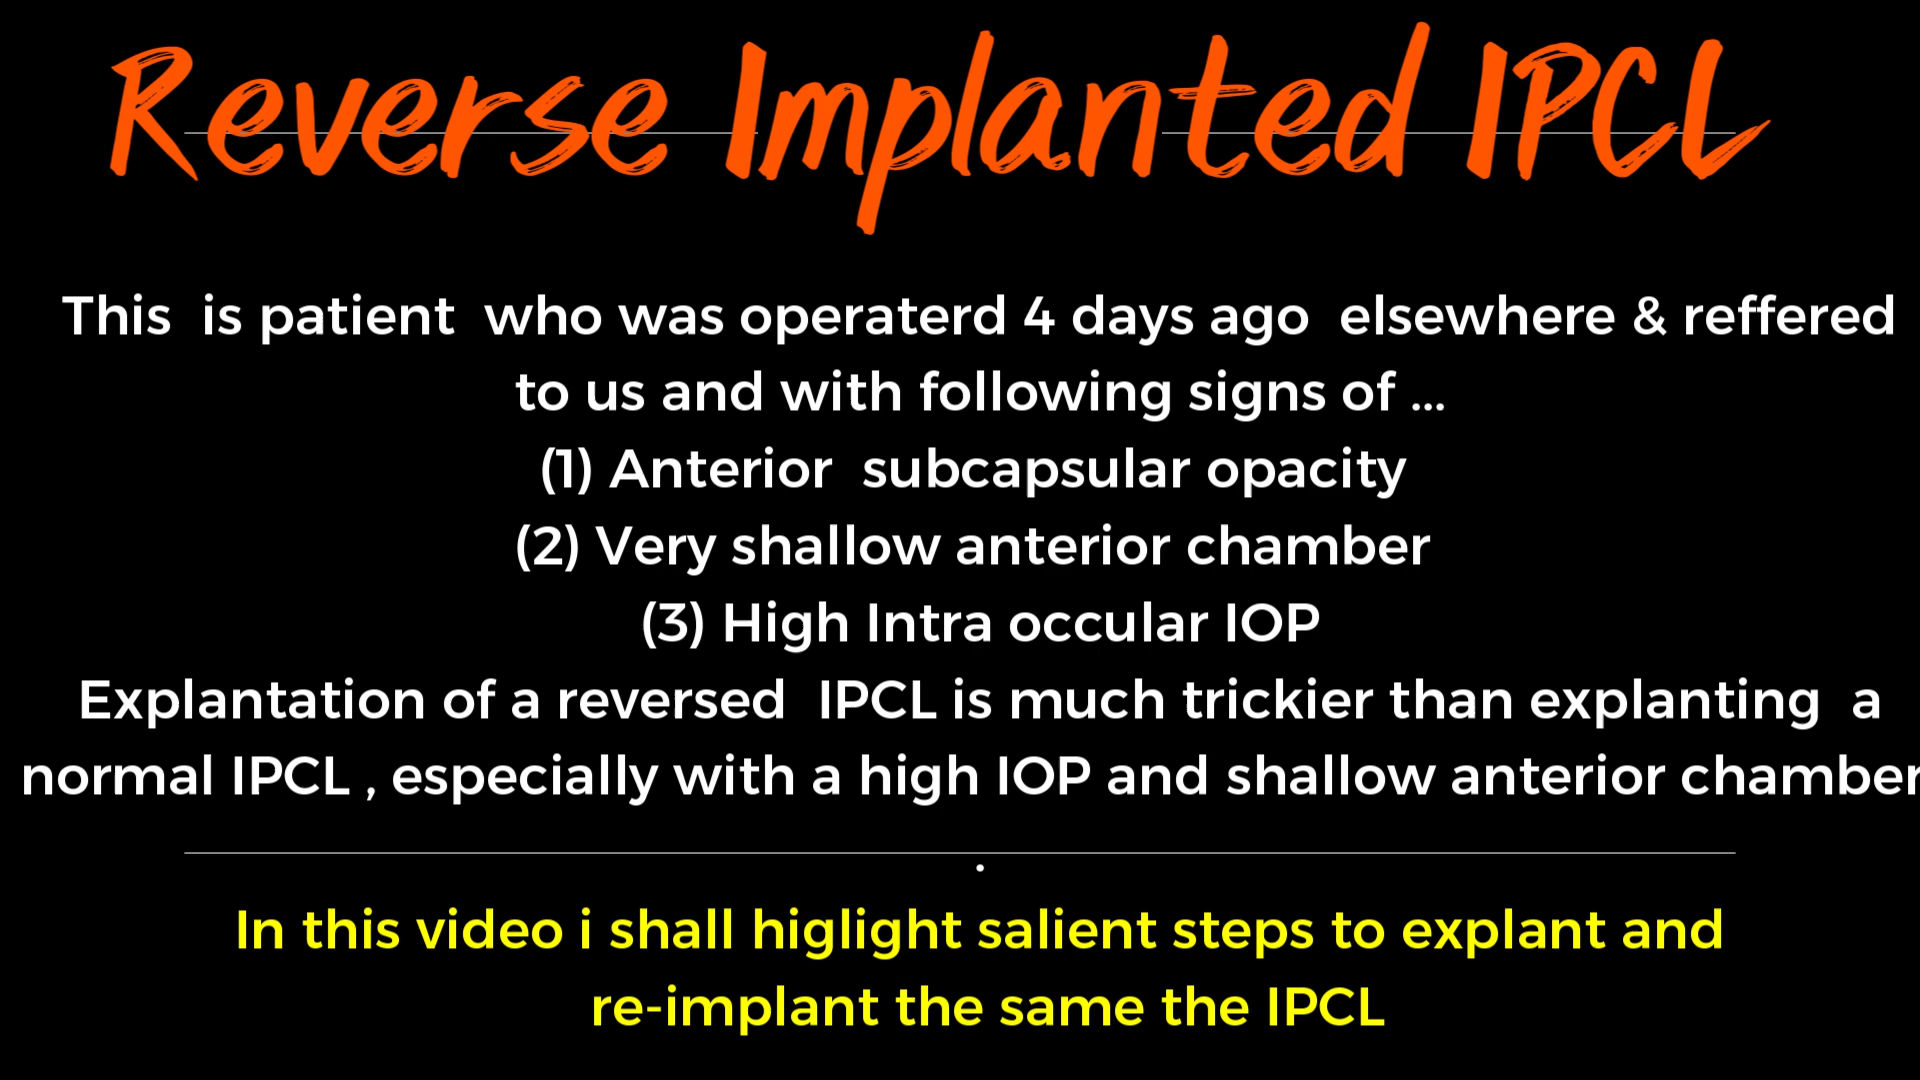 Reverse Implanted IPCL
This is patient who was operaterd 4 days ago elsewhere & reffered
to us and with following signs of ...
(1) Anterior subcapsular opacity
(2) Very shallow anterior chamber
(3) High Intra occular IOP
Explantation of a reversed IPCL is much trickier than explanting a
normal IPCL , especially with a high IOP and shallow anterior chamber
.
In this video i shall higlight salient steps to explant and
re-implant the same the IPCL